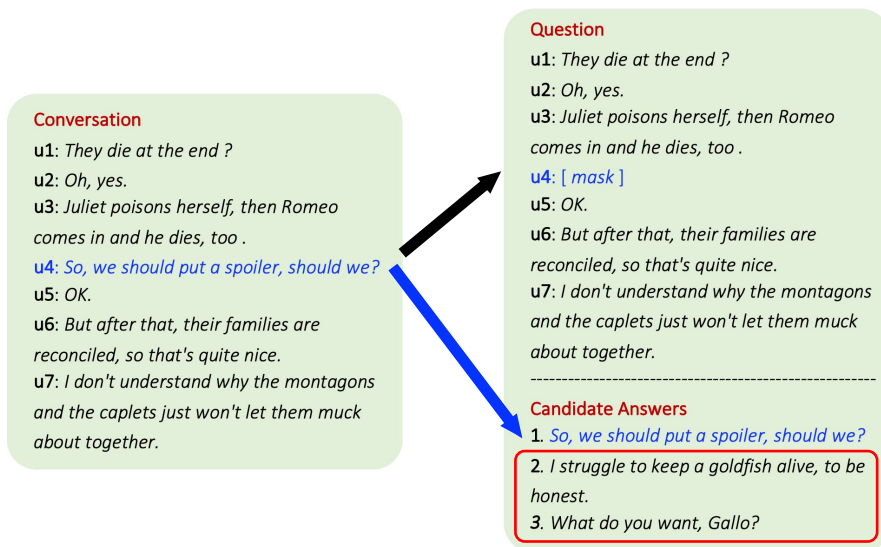 Conversation
u1: They die at the end ?
u2: Oh, yes.
u3: Juliet poisons herself, then Romeo
comes in and he dies, too .
u4: So, we should put a spoiler, should we?
u5: OK.
u6: But after that, their families are
reconciled, so that's quite nice.
u7: I don't understand why the montagons
and the caplets just won't let them muck
about together.
Question
u1: They die at the end ?
u2: Oh, yes.
u3: Juliet poisons herself, then Romeo
comes in and he dies, too .
u4: [ mask ]
u5: OK.
u6: But after that, their families are
reconciled, so that's quite nice.
u7: I don't understand why the montagons
and the caplets just won't let them muck
about together.
Candidate Answers
1. So, we should put a spoiler, should we?
2. I struggle to keep a goldfish alive, to be
honest.
3. What do you want, Gallo?